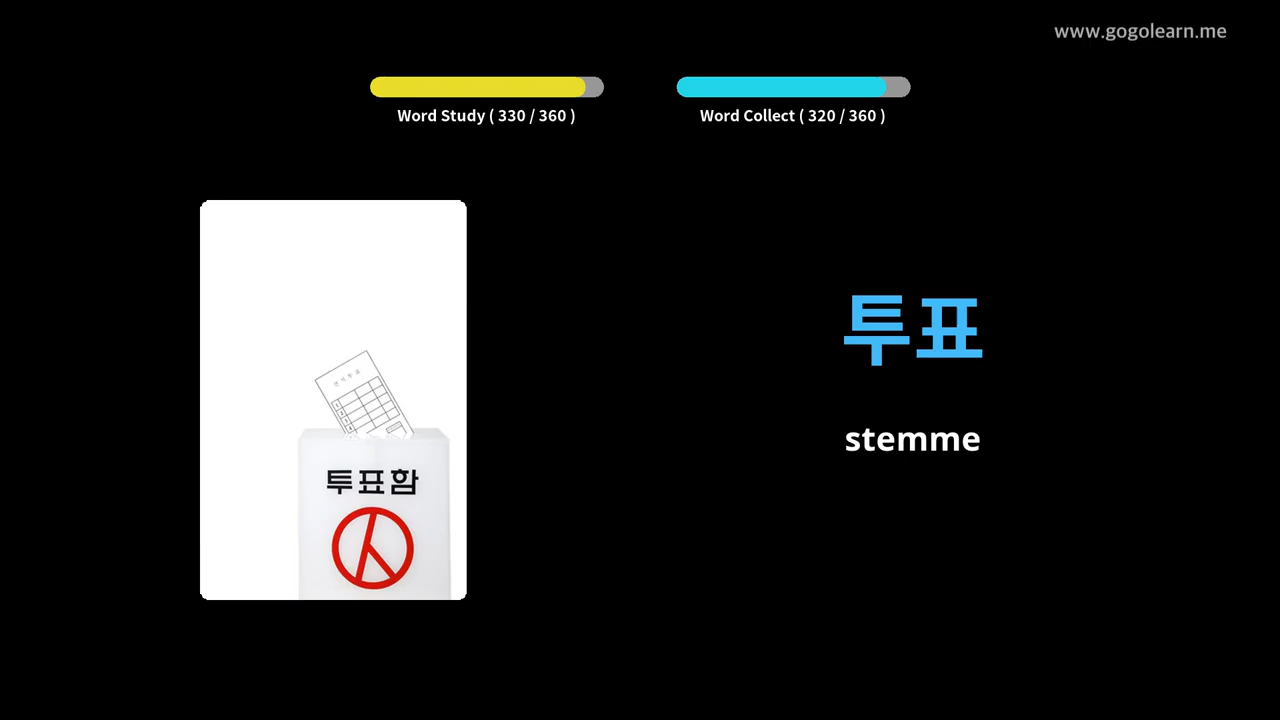 www.gogolearn.me
Word Study ( 330 / 360 )
Word Collect ( 320 / 360 )
투표
stemme
투표함